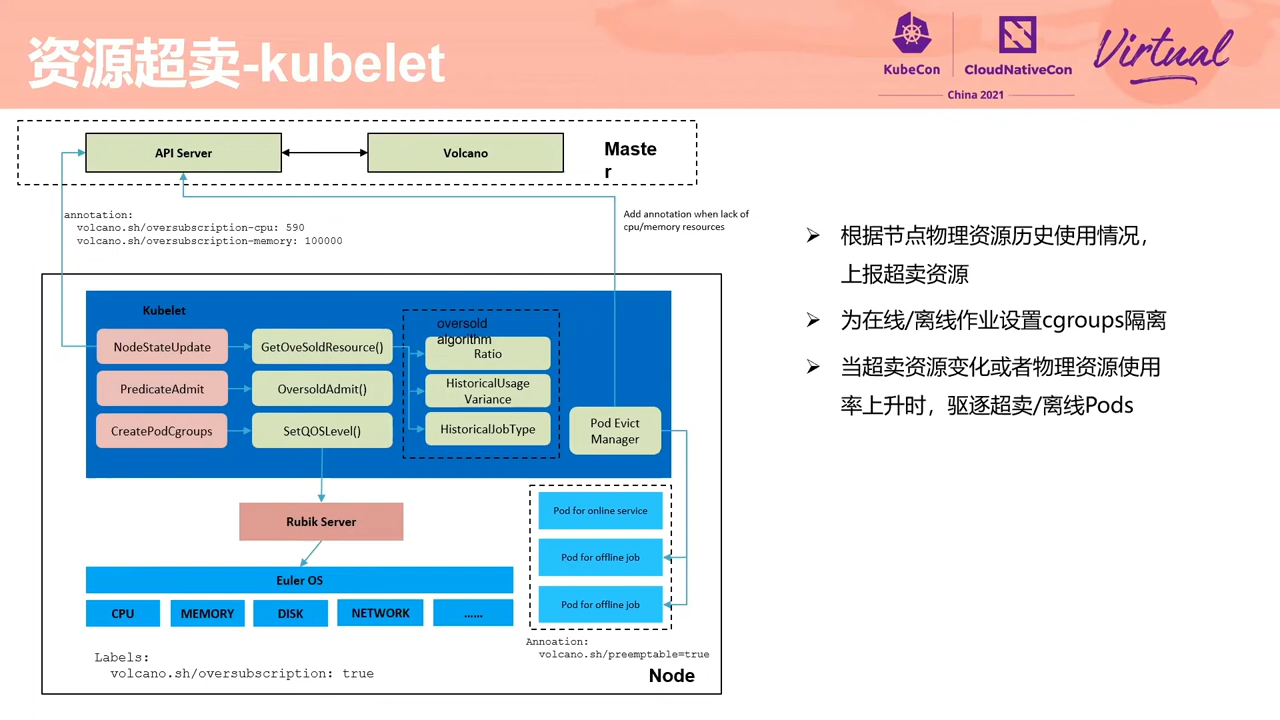 资源超卖-kubelet
KubeCon
CloudNativeCon
Virtual
China 2021
API Server
Volcano
Maste
r
annotation:
volcano.sh/oversubscription-cpu: 590
volcano.sh/oversubscription-memory: 100000
Add annotation when lack of
cpu/memory resources
Kubelet
NodeStateUpdate
GetOveSoldResource()
oversold
algorithm
Ratio
PredicateAdmit
OversoldAdmit()
HistoricalUsage
Variance
CreatePodCgroups
SetQOSLevel()
HistoricalJobType
Pod Evict
Manager
Rubik Server
Pod for online service
Pod for offline job
Pod for offline job
Euler OS
CPU
MEMORY
DISK
NETWORK
......
Annoation:
volcano.sh/preemptable=true
Labels:
volcano.sh/oversubscription: true
Node
➢ 根据节点物理资源历史使用情况，
上报超卖资源
➢ 为在线/离线作业设置cgroups隔离
➢ 当超卖资源变化或者物理资源使用
率上升时，驱逐超卖/离线Pods